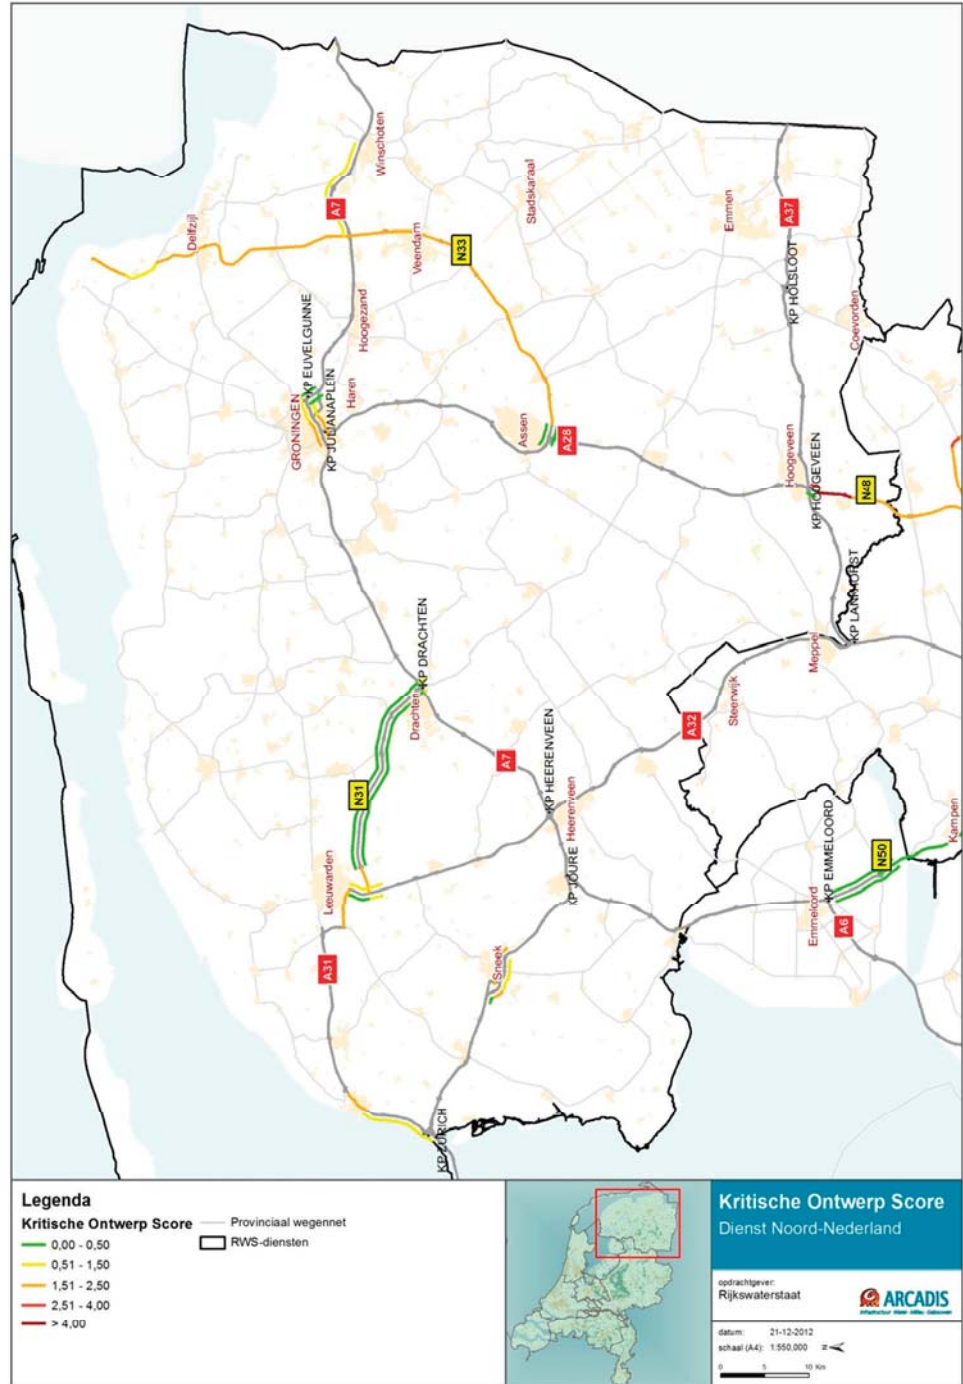 Winschoten
A7
Delfzijl
Stadskanaal
Emmen
A37
Veendam
N33
KP EUVELGUNNE
Hoogezand
KP HOLSLOOT
Coevorden
GRONINGEN
KP JULIANAPLEIN
Haren
Assen
A28
Hoogeveen
KP HOOGEVEEN
N48
KP LANKHORST
Meppel
KP DRACHTEN
Drachten
Steenwijk
A32
A7
KP HEERENVEEN
Heerenveen
N31
Leeuwarden
KP JOURE
KP EMMELOORD
N50
Kampen
Emmeloord
A6
A31
Sneek
KP ZURICH
Legenda
Kritische Ontwerp Score
0,00 - 0,50
0,51 - 1,50
1,51 - 2,50
2,51 - 4,00
> 4,00
Provinciaal wegennet
RWS-diensten
Kritische Ontwerp Score
Dienst Noord-Nederland
opdrachtgever:
Rijkswaterstaat
ARCADIS
Infrastructuur Water Milieu Gebouwen
datum: 21-12-2012
schaal (A4): 1:550,000 N
0 5 10 Km